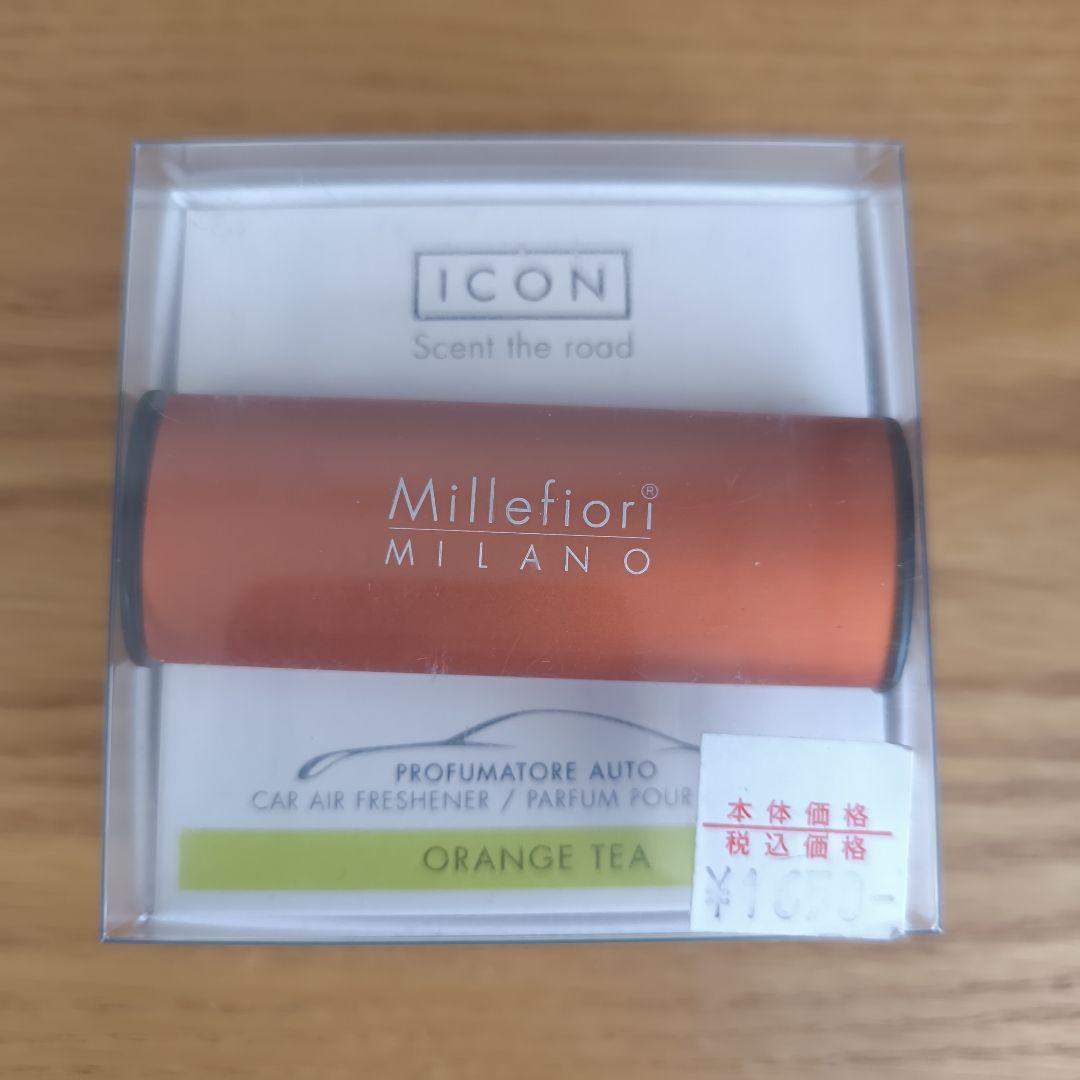 ICON
Scent the road
Millefiori®
MILANO
PROFUMATORE AUTO
CAR AIR FRESHENER / PARFUM POUR
ORANGE TEA
本体価格
税込価格